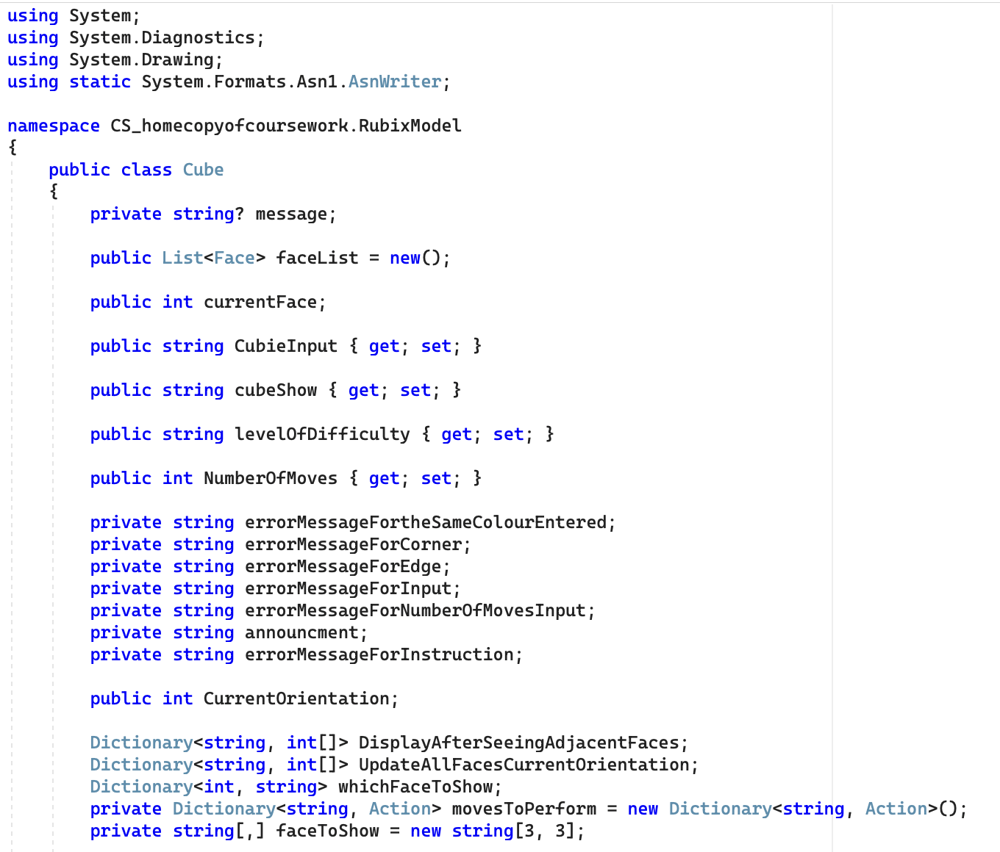 using System;
using System.Diagnostics;
using System.Drawing;
using static System.Formats.Asn1.AsnWriter;
namespace CS_homecopyofcoursework.RubixModel
{
public class Cube
{
private string? message;
public List<Face> faceList = new();
public int currentFace;
public string CubieInput { get; set; }
public string cubeShow { get; set; }
public string levelOfDifficulty { get; set; }
public int NumberOfMoves { get; set; }
private string errorMessageFortheSameColourEntered;
private string errorMessageForCorner;
private string errorMessageForEdge;
private string errorMessageForInput;
private string errorMessageForNumberOfMovesInput;
private string announcment;
private string errorMessageForInstruction;
public int CurrentOrientation;
Dictionary<string, int[]> DisplayAfterSeeingAdjacentFaces;
Dictionary<string, int[]> UpdateAllFacesCurrentOrientation;
Dictionary<int, string> whichFaceToShow;
private Dictionary<string, Action> movesToPerform = new Dictionary<string, Action>();
private string[,] faceToShow = new string[3, 3];